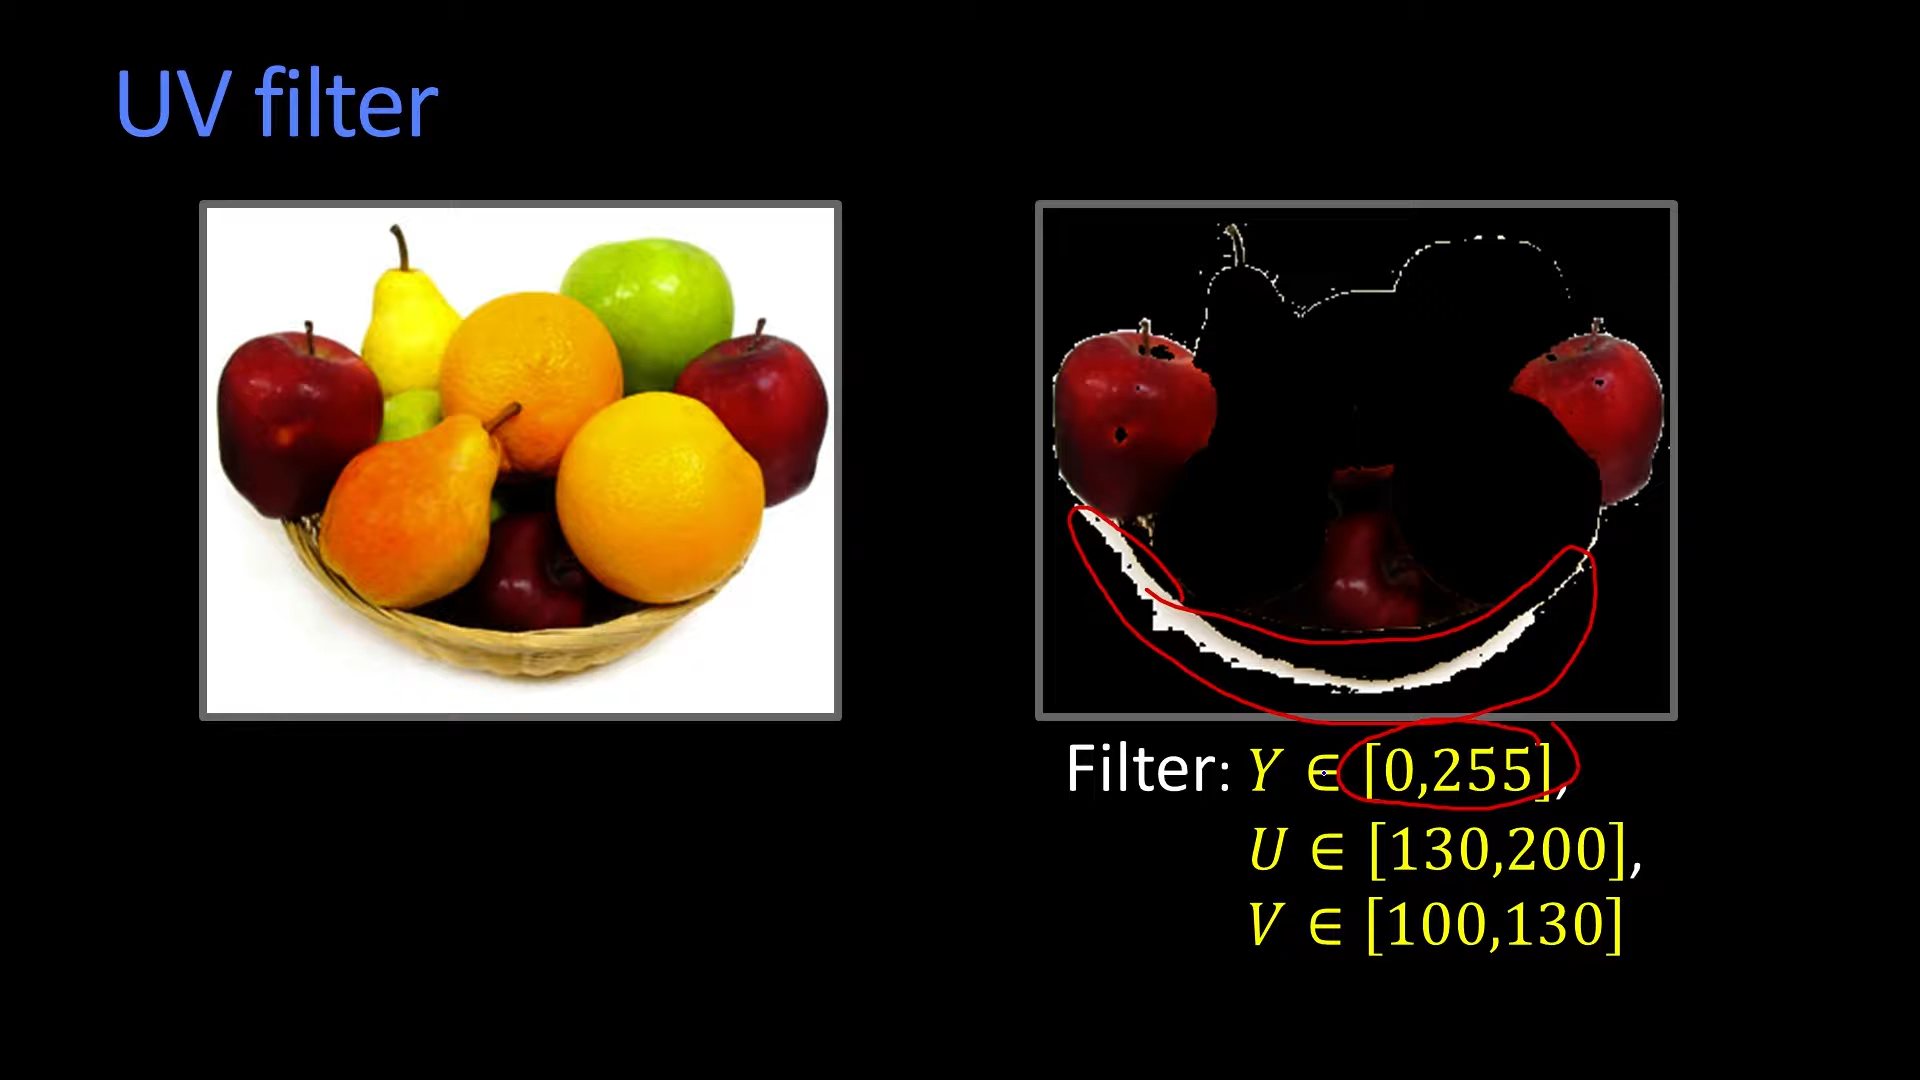 UV filter
Filter: Y ∈ [0,255],
U ∈ [130,200],
V ∈ [100,130]